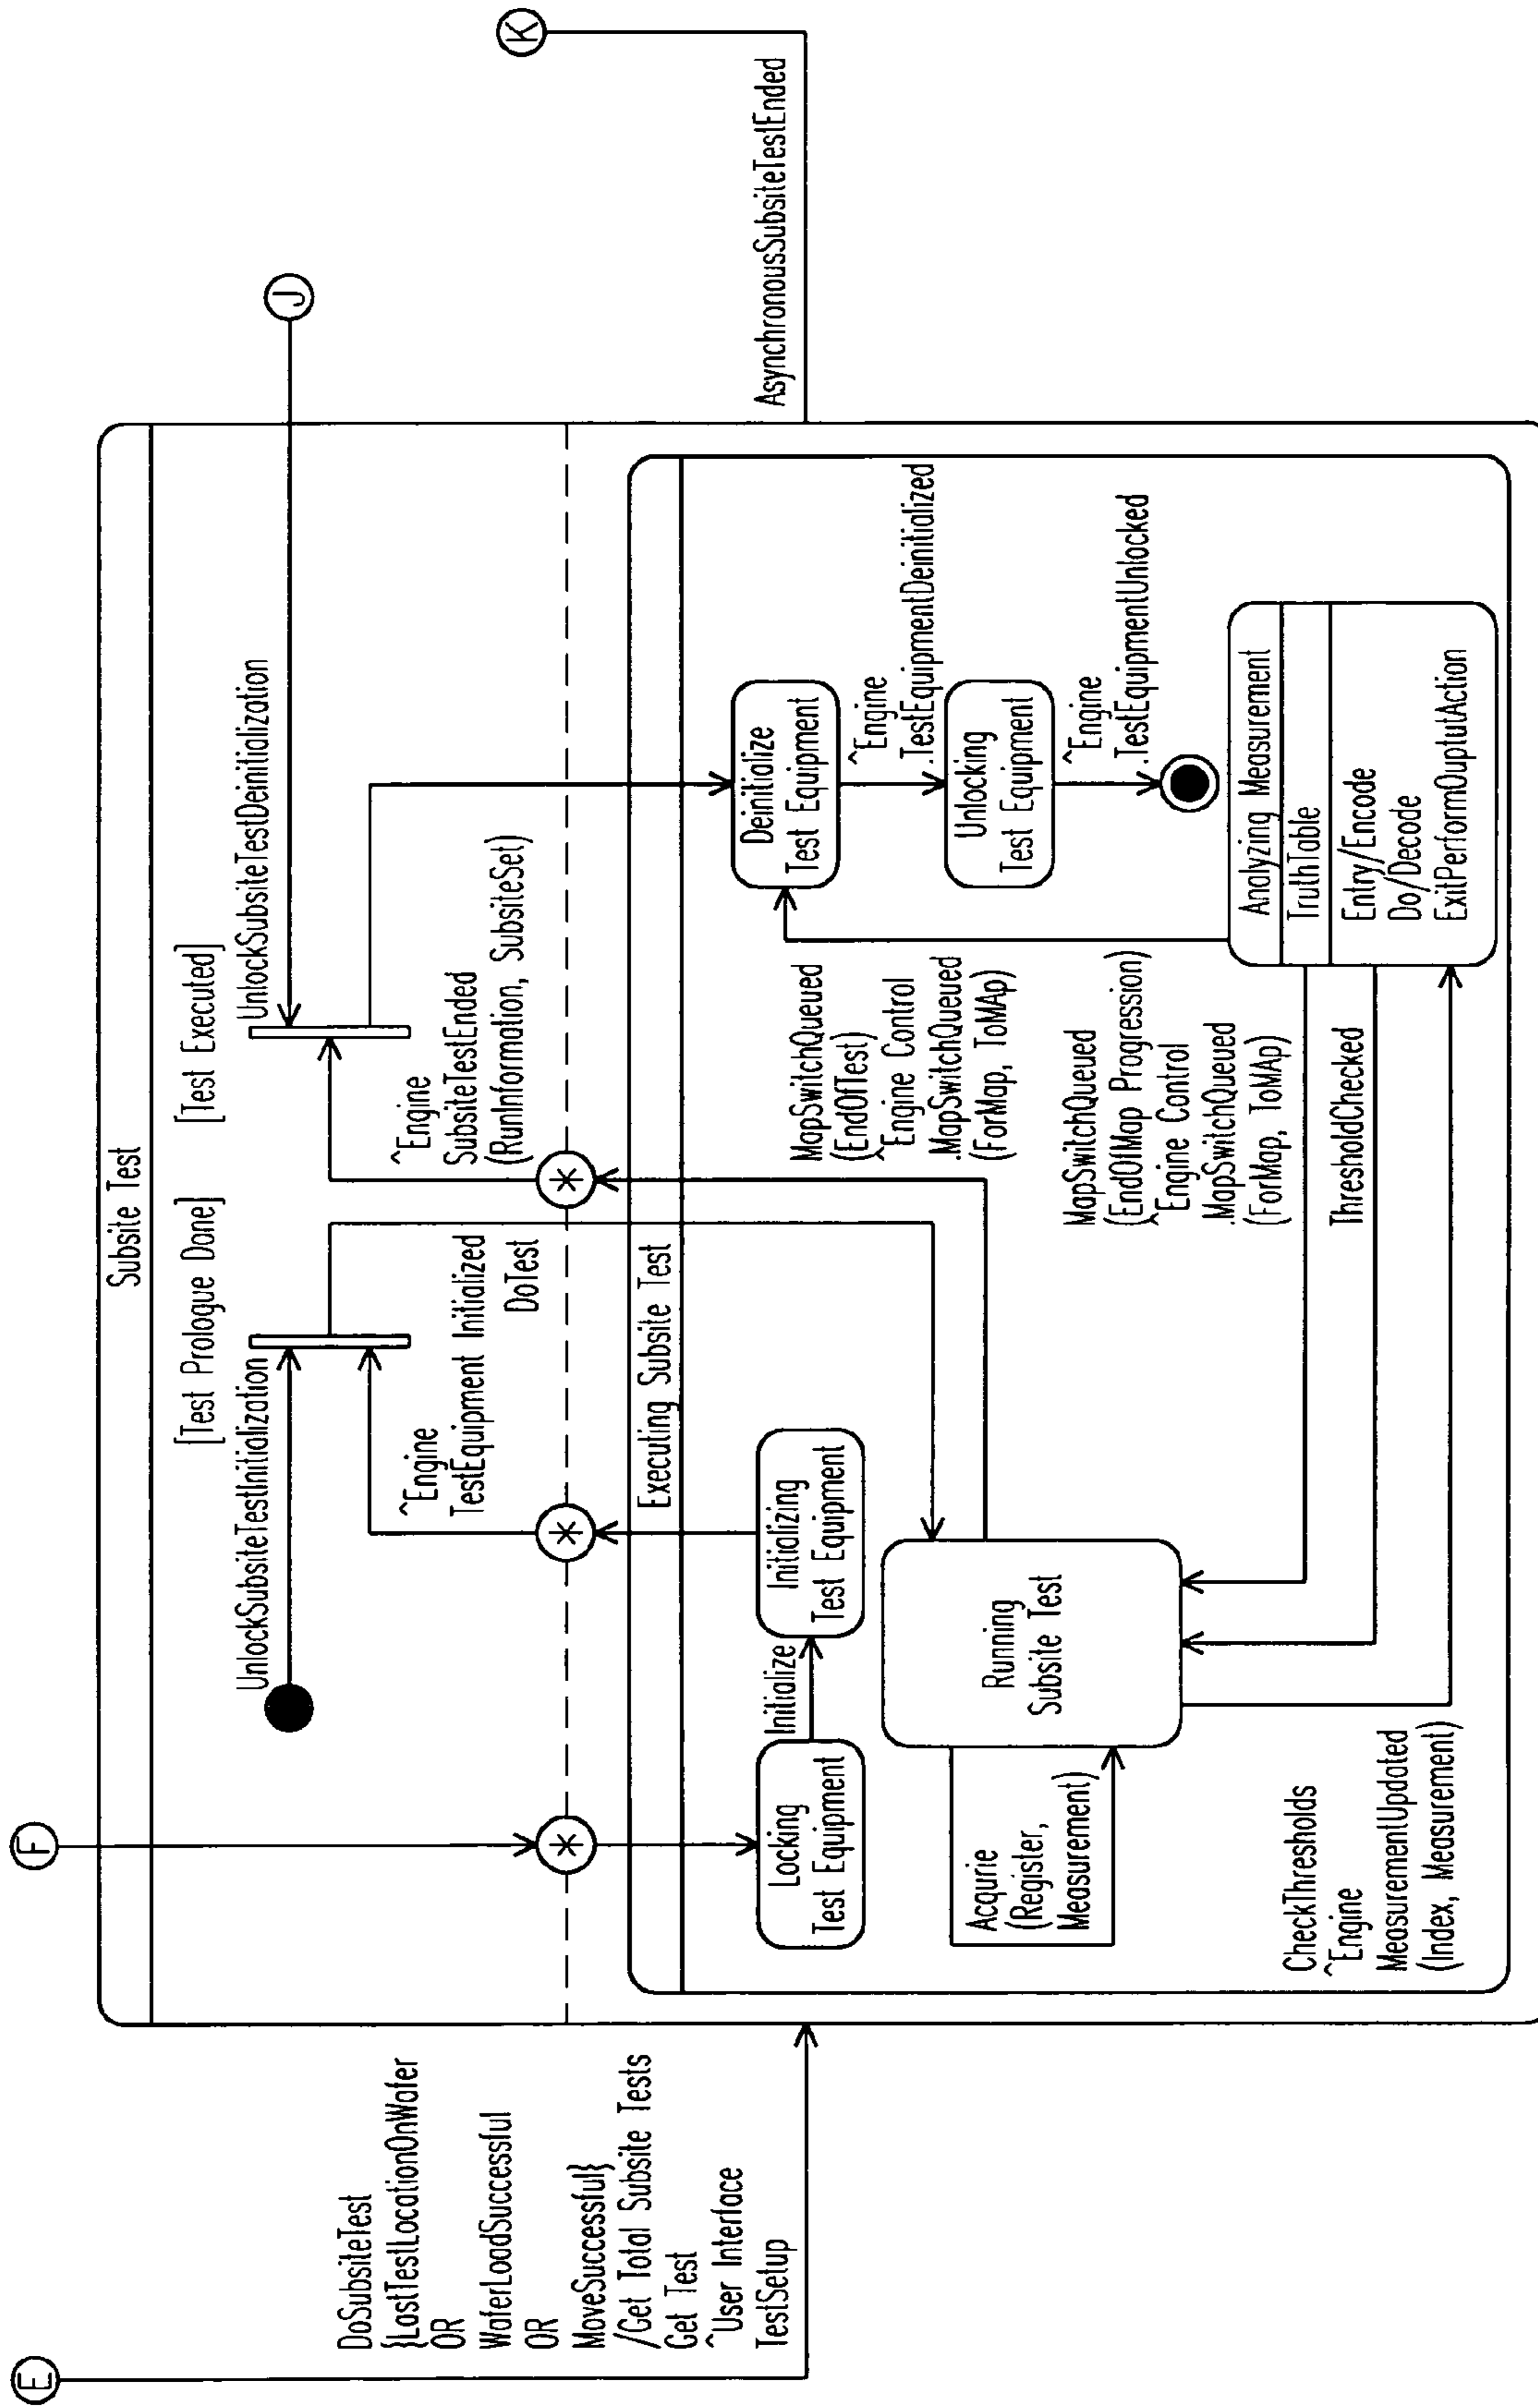 E
DoSubsiteTest
{LastTestLocationOnWafer
OR
WaferLoadSuccessful
OR
MoveSuccessful}
/Get Total Subsite Tests
Get Test
^User Interface
TestSetup
F
Subsite Test
[Test Prologue Done]
[Test Executed]
UnlockSubsiteTestInitialization
UnlockSubsiteTestDeinitialization
J
^Engine
TestEquipment Initialized
DoTest
^Engine
SubsiteTestEnded
(RunInformation, SubsiteSet)
*
*
*
Executing Subsite Test
Locking
Test Equipment
Initialize
Initializing
Test Equipment
Deinitialize
Test Equipment
^Engine
.TestEquipmentDeinitialized
Unlocking
Test Equipment
^Engine
.TestEquipmentUnlocked
Running
Subsite Test
Acqurie
(Register,
Measurement)
MapSwitchQueued
(EndOfTest)
^Engine Control
.MapSwitchQueued
(ForMap, ToMAp)
MapSwitchQueued
(EndOfMap Progression)
^Engine Control
.MapSwitchQueued
(ForMap, ToMAp)
ThresholdChecked
CheckThresholds
^Engine
MeasurementUpdated
(Index, Measurement)
Analyzing Measurement
TruthTable
Entry/Encode
Do/Decode
ExitPerformOuptutAction
AsynchronousSubsiteTestEnded
K